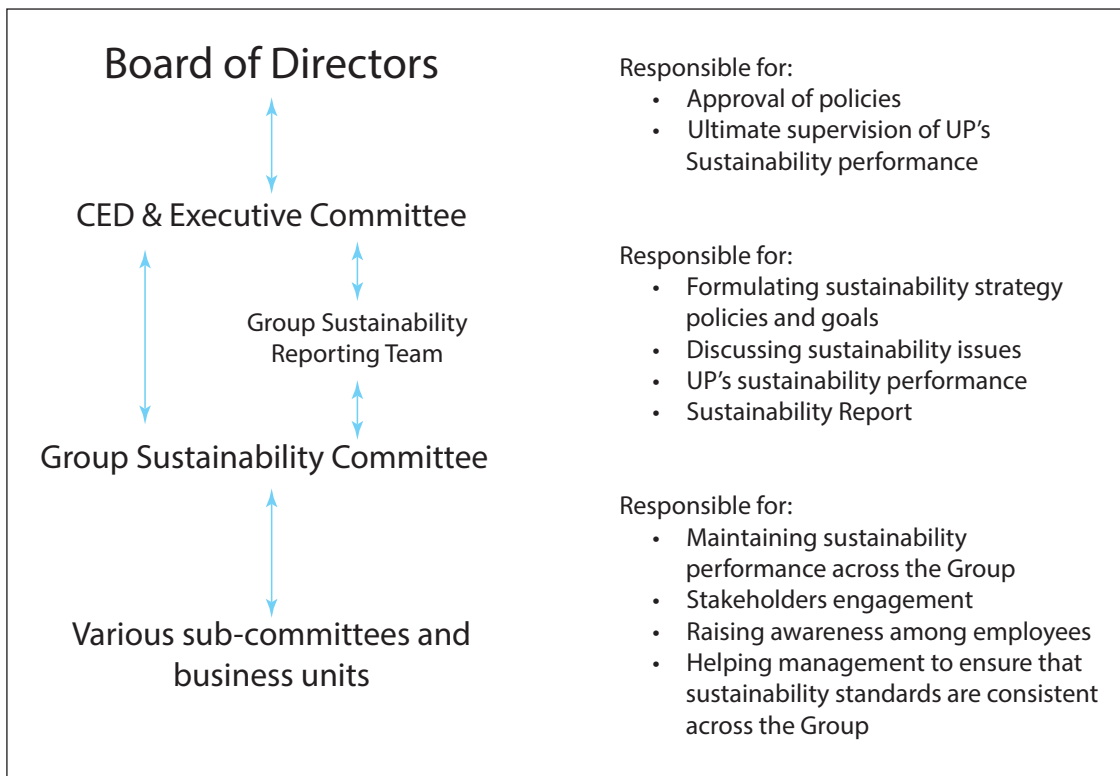 Board of Directors
CED & Executive Committee
Group Sustainability
Reporting Team
Group Sustainability Committee
Various sub-committees and
business units
Responsible for:
• Approval of policies
• Ultimate supervision of UP’s
Sustainability performance
Responsible for:
• Formulating sustainability strategy
policies and goals
• Discussing sustainability issues
• UP’s sustainability performance
• Sustainability Report
Responsible for:
• Maintaining sustainability
performance across the Group
• Stakeholders engagement
• Raising awareness among employees
• Helping management to ensure that
sustainability standards are consistent
across the Group